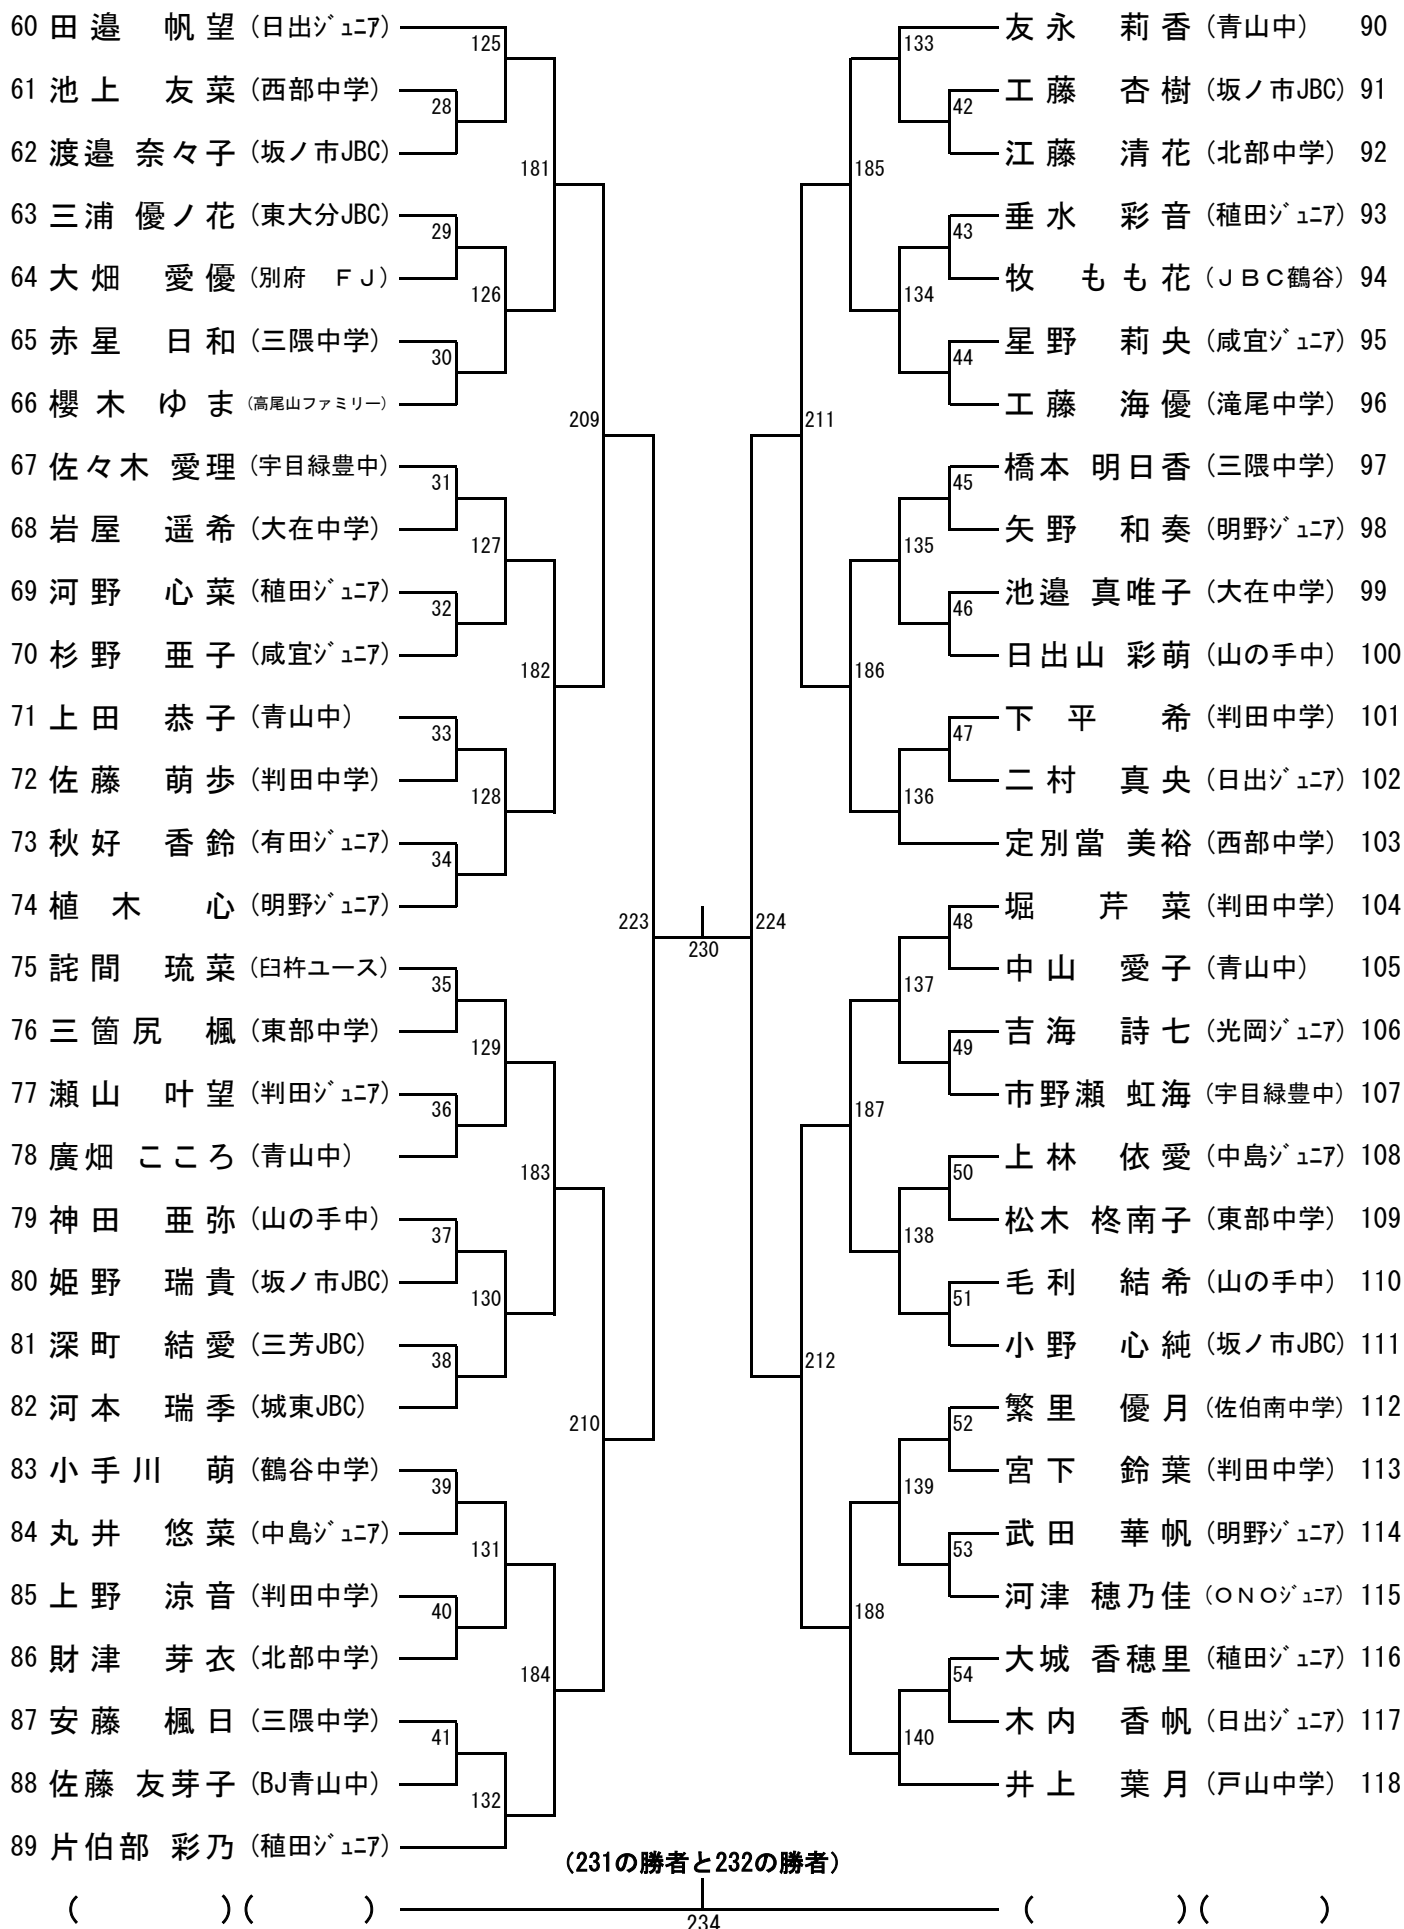 60 田邉 帆望 (日出ジュニア)
125
61 池上 友菜 (西部中学)
28
62 渡邉 奈々子 (坂ノ市JBC)
181
63 三浦 優ノ花 (東大分JBC)
29
64 大畑 愛優 (別府 ＦＪ)
126
65 赤星 日和 (三隈中学)
30
66 櫻木 ゆま (高尾山ファミリー)
209
67 佐々木 愛理 (宇目緑豊中)
31
68 岩屋 遥希 (大在中学)
127
69 河野 心菜 (稙田ジュニア)
32
70 杉野 亜子 (咸宜ジュニア)
182
71 上田 恭子 (青山中)
33
72 佐藤 萌歩 (判田中学)
128
73 秋好 香鈴 (有田ジュニア)
34
74 植木 心 (明野ジュニア)
223
75 詫間 琉菜 (臼杵ユース)
35
76 三箇尻 楓 (東部中学)
129
77 瀬山 叶望 (判田ジュニア)
36
78 廣畑 こころ (青山中)
183
79 神田 亜弥 (山の手中)
37
80 姫野 瑞貴 (坂ノ市JBC)
130
81 深町 結愛 (三芳JBC)
38
82 河本 瑞季 (城東JBC)
210
83 小手川 萌 (鶴谷中学)
39
84 丸井 悠菜 (中島ジュニア)
131
85 上野 涼音 (判田中学)
40
86 財津 芽衣 (北部中学)
184
87 安藤 楓日 (三隈中学)
41
88 佐藤 友芽子 (BJ青山中)
132
89 片伯部 彩乃 (稙田ジュニア)
230
友永 莉香 (青山中) 90
133
工藤 杏樹 (坂ノ市JBC) 91
42
江藤 清花 (北部中学) 92
185
垂水 彩音 (稙田ジュニア) 93
43
牧 もも花 (ＪＢＣ鶴谷) 94
134
星野 莉央 (咸宜ジュニア) 95
44
工藤 海優 (滝尾中学) 96
211
橋本 明日香 (三隈中学) 97
45
矢野 和奏 (明野ジュニア) 98
135
池邉 真唯子 (大在中学) 99
46
日出山 彩萌 (山の手中) 100
186
下平 希 (判田中学) 101
47
二村 真央 (日出ジュニア) 102
136
定別當 美裕 (西部中学) 103
堀 芹菜 (判田中学) 104
48
224
中山 愛子 (青山中) 105
137
吉海 詩七 (光岡ジュニア) 106
49
市野瀬 虹海 (宇目緑豊中) 107
187
上林 依愛 (中島ジュニア) 108
50
松木 柊南子 (東部中学) 109
138
毛利 結希 (山の手中) 110
51
小野 心純 (坂ノ市JBC) 111
212
繁里 優月 (佐伯南中学) 112
52
宮下 鈴葉 (判田中学) 113
139
武田 華帆 (明野ジュニア) 114
53
河津 穂乃佳 (ＯＮＯジュニア) 115
188
大城 香穂里 (稙田ジュニア) 116
54
木内 香帆 (日出ジュニア) 117
140
井上 葉月 (戸山中学) 118
(231の勝者と232の勝者)
( ) ( ) ( ) ( )
234